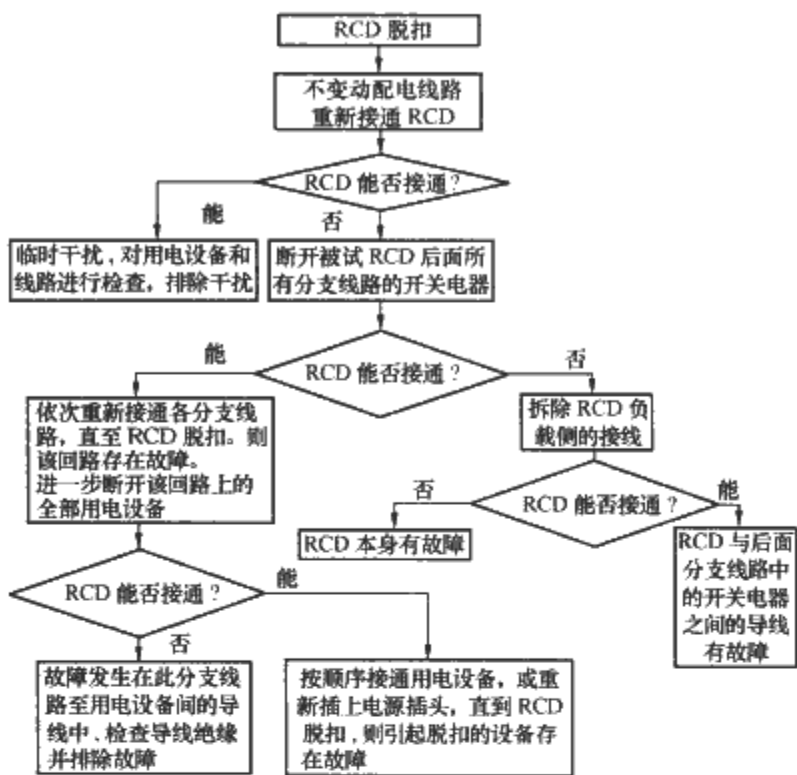 RCD 脱扣
不变动配电线路
重新接通 RCD
RCD 能否接通?
能
否
临时干扰,对用电设备和
线路进行检查,排除干扰
断开被试 RCD 后面所
有分支线路的开关电器
能
RCD 能否接通?
否
依次重新接通各分支线
路,直至 RCD 脱扣。则
该回路存在故障。
进一步断开该回路上的
全部用电设备
拆除 RCD 负
载侧的接线
否
RCD 能否接通?
能
RCD 本身有故障
RCD 与后面
分支线路中
的开关电器
之间的导线
有故障
RCD 能否接通?
能
否
故障发生在此分支线
路至用电设备间的导
线中、检查导线绝缘
并排除故障
按顺序接通用电设备,或重
新插上电源插头,直到 RCD
脱扣,则引起脱扣的设备存
在故障